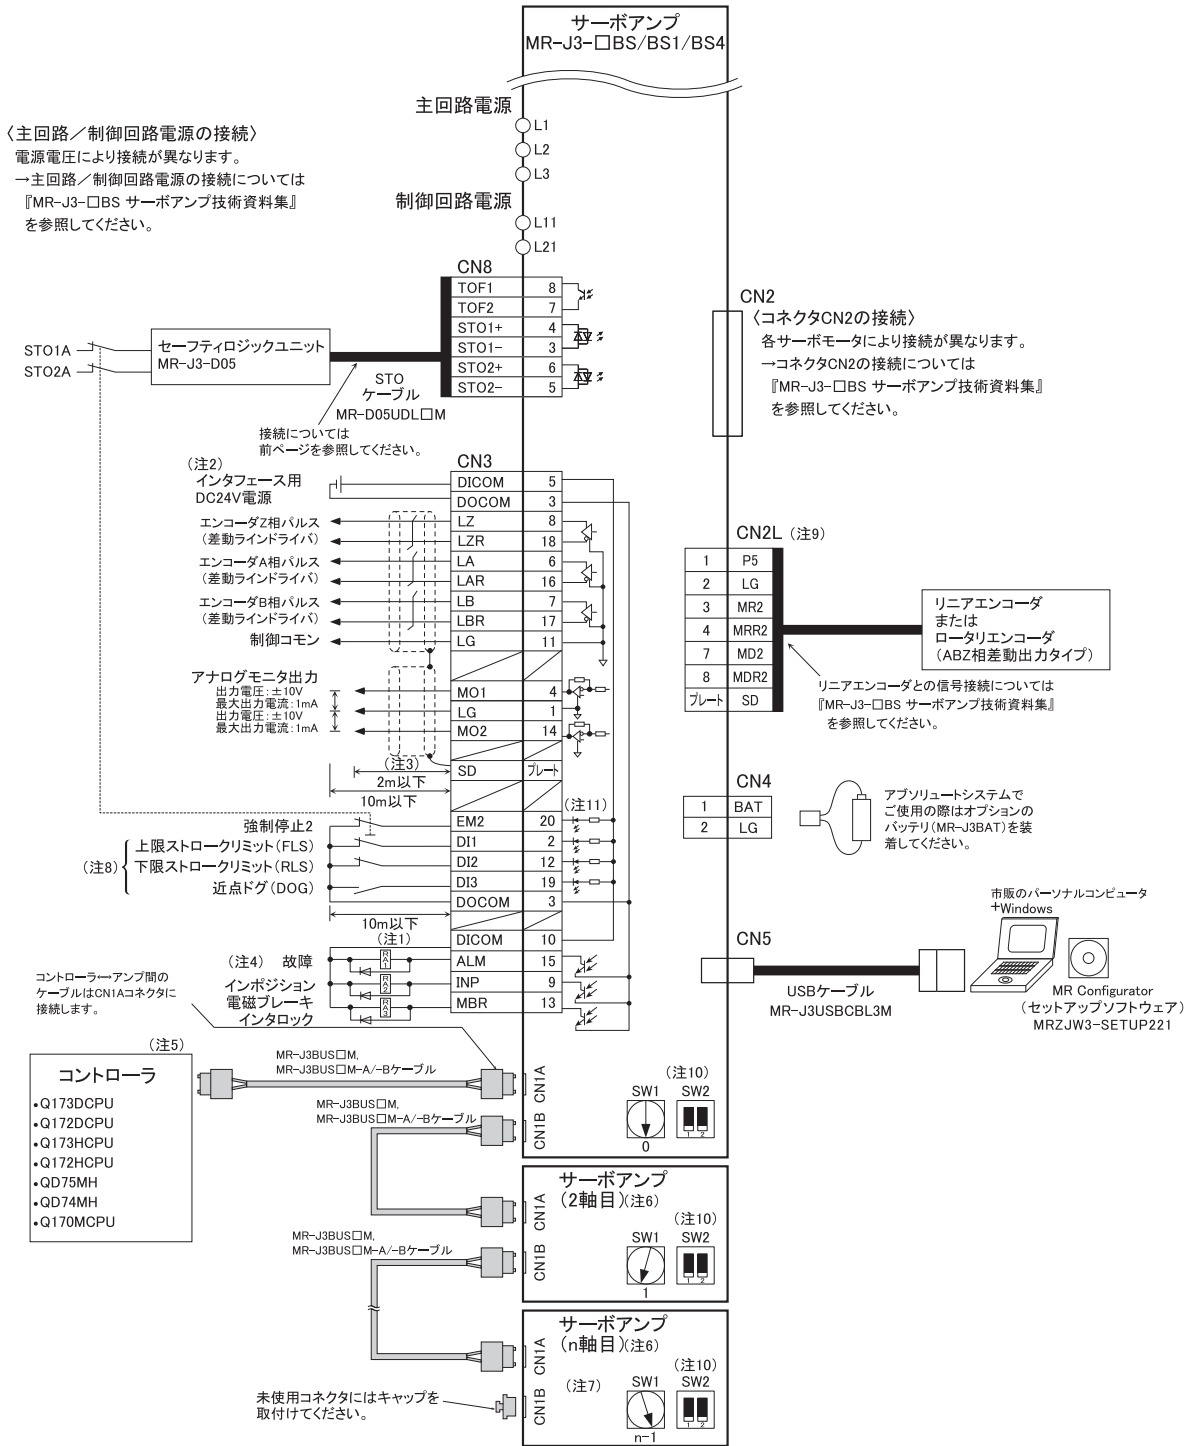 サーボアンプ
MR-J3-□BS/BS1/BS4
主回路電源
L1
L2
L3
〈主回路／制御回路電源の接続〉
電源電圧により接続が異なります。
→主回路／制御回路電源の接続については
『MR-J3-□BS サーボアンプ技術資料集』
を参照してください。
制御回路電源
L11
L21
CN8
TOF1 8
TOF2 7
STO1+ 4
STO1- 3
STO2+ 6
STO2- 5
STO1A
STO2A
セーフティロジックユニット
MR-J3-D05
STO
ケーブル
MR-D05UDL□M
接続については
前ページを参照してください。
CN2
〈コネクタCN2の接続〉
各サーボモータにより接続が異なります。
→コネクタCN2の接続については
『MR-J3-□BS サーボアンプ技術資料集』
を参照してください。
CN3
(注2)
インタフェース用
DC24V電源
DICOM 5
DOCOM 3
エンコーダZ相パルス
(差動ラインドライバ)
LZ 8
LZR 18
エンコーダA相パルス
(差動ラインドライバ)
LA 6
LAR 16
エンコーダB相パルス
(差動ラインドライバ)
LB 7
LBR 17
制御コモン
LG 11
アナログモニタ出力
出力電圧：±10V
最大出力電流：1mA
出力電圧：±10V
最大出力電流：1mA
MO1 4
LG 1
MO2 14
(注3)
SD プレート
2m以下
10m以下
(注11)
強制停止2
EM2 20
(注8)
上限ストロークリミット(FLS)
DI1 2
下限ストロークリミット(RLS)
DI2 12
近点ドグ(DOG)
DI3 19
DOCOM 3
10m以下
(注1)
DICOM 10
(注4) 故障
RA1
ALM 15
インポジション
RA2
INP 9
電磁ブレーキ
インタロック
RA3
MBR 13
CN2L (注9)
1 P5
2 LG
3 MR2
4 MRR2
7 MD2
8 MDR2
プレート SD
リニアエンコーダ
または
ロータリエンコーダ
(ABZ相差動出力タイプ)
リニアエンコーダとの信号接続については
『MR-J3-□BS サーボアンプ技術資料集』
を参照してください。
CN4
1 BAT
2 LG
アブソリュートシステムで
ご使用の際はオプションの
バッテリ(MR-J3BAT)を装
着してください。
CN5
USBケーブル
MR-J3USBCBL3M
市販のパーソナルコンピュータ
+Windows
MR Configurator
(セットアップソフトウェア)
MRZJW3-SETUP221
コントローラ↔アンプ間の
ケーブルはCN1Aコネクタに
接続します。
(注5)
コントローラ
•Q173DCPU
•Q172DCPU
•Q173HCPU
•Q172HCPU
•QD75MH
•QD74MH
•Q170MCPU
MR-J3BUS□M,
MR-J3BUS□M-A/-Bケーブル
CN1A
MR-J3BUS□M,
MR-J3BUS□M-A/-Bケーブル
CN1B
(注10)
SW1 SW2
0
1 2
サーボアンプ
(2軸目)(注6)
CN1A
MR-J3BUS□M,
MR-J3BUS□M-A/-Bケーブル
CN1B
(注10)
SW1 SW2
1
1 2
サーボアンプ
(n軸目)(注6)
CN1A
CN1B
(注7)
(注10)
SW1 SW2
n-1
1 2
未使用コネクタにはキャップを
取付けてください。